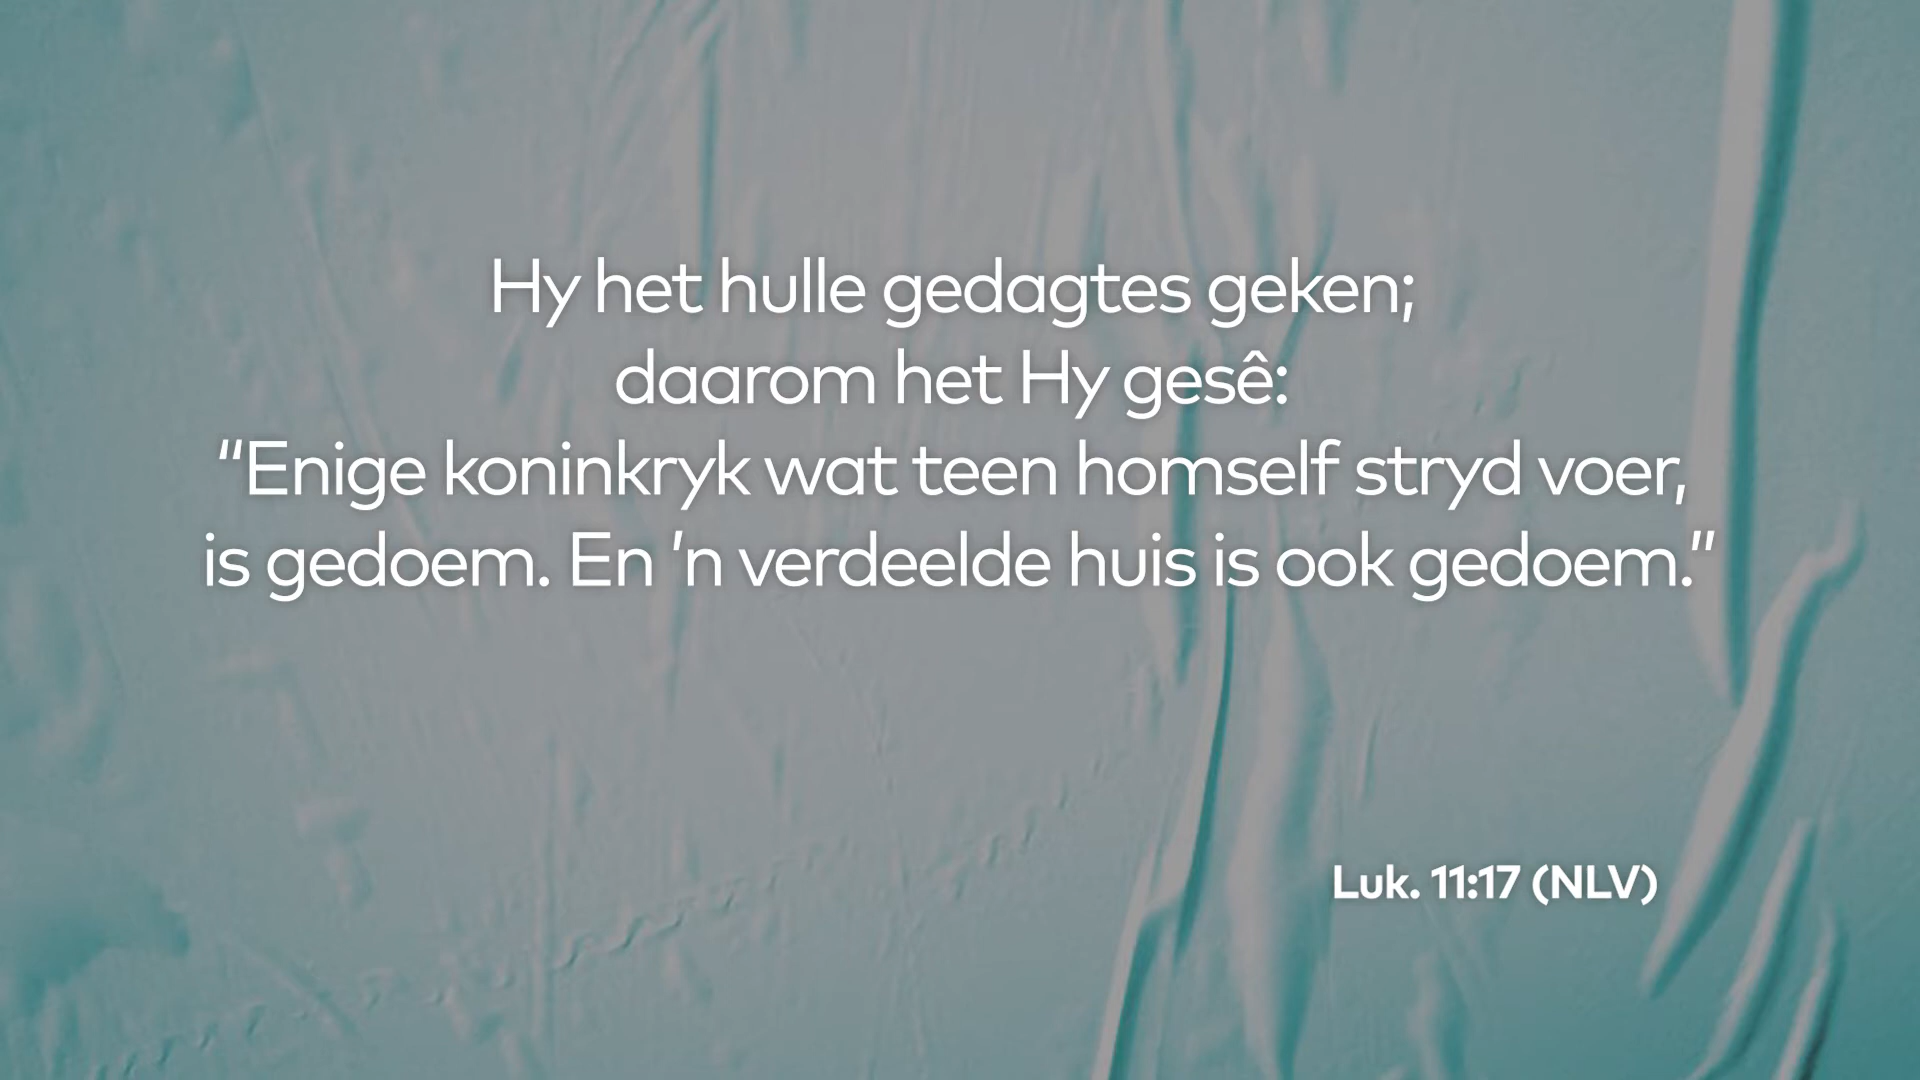 Hy het hulle gedagtes geken;
daarom het Hy gesê:
“Enige koninkryk wat teen homself stryd voer,
is gedoem. En ’n verdeelde huis is ook gedoem.”
Luk. 11:17 (NLV)